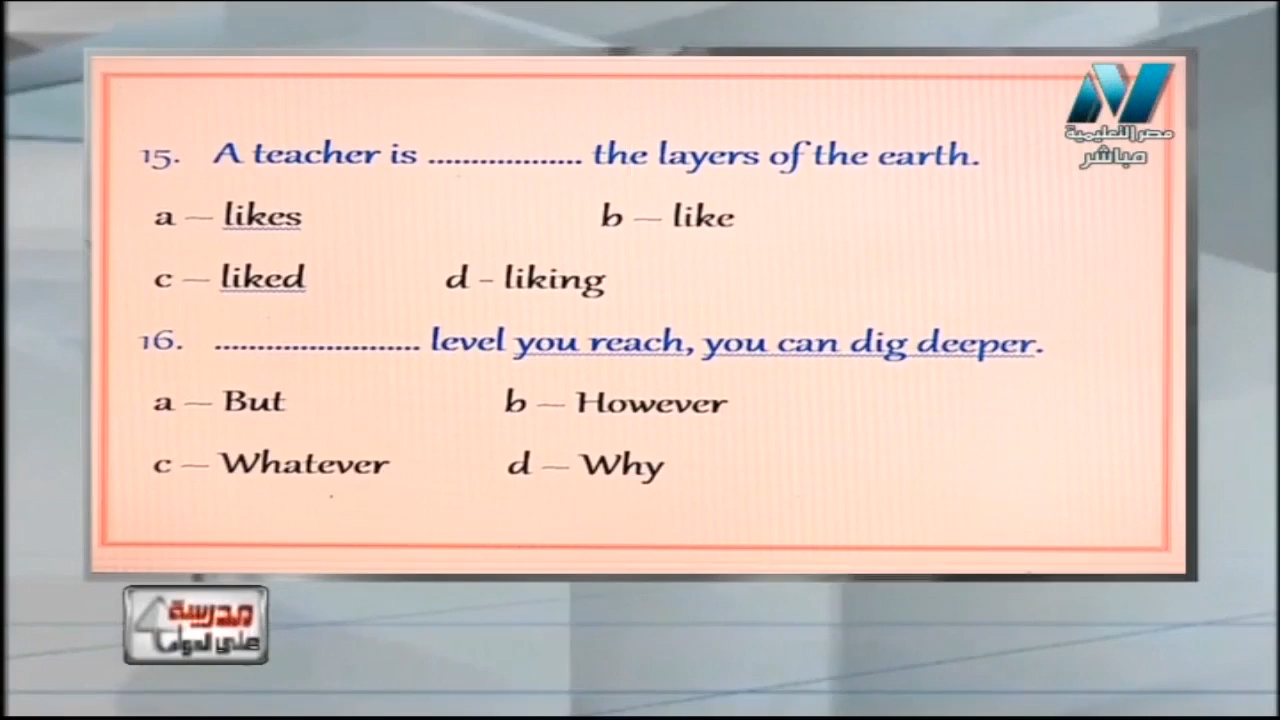 مصر التعليمية
مباشر
15. A teacher is .................. the layers of the earth.
a – likes b – like
c – liked d - liking
16. ........................ level you reach, you can dig deeper.
a – But b – However
c – Whatever d – Why
مدرسة
على الهواء